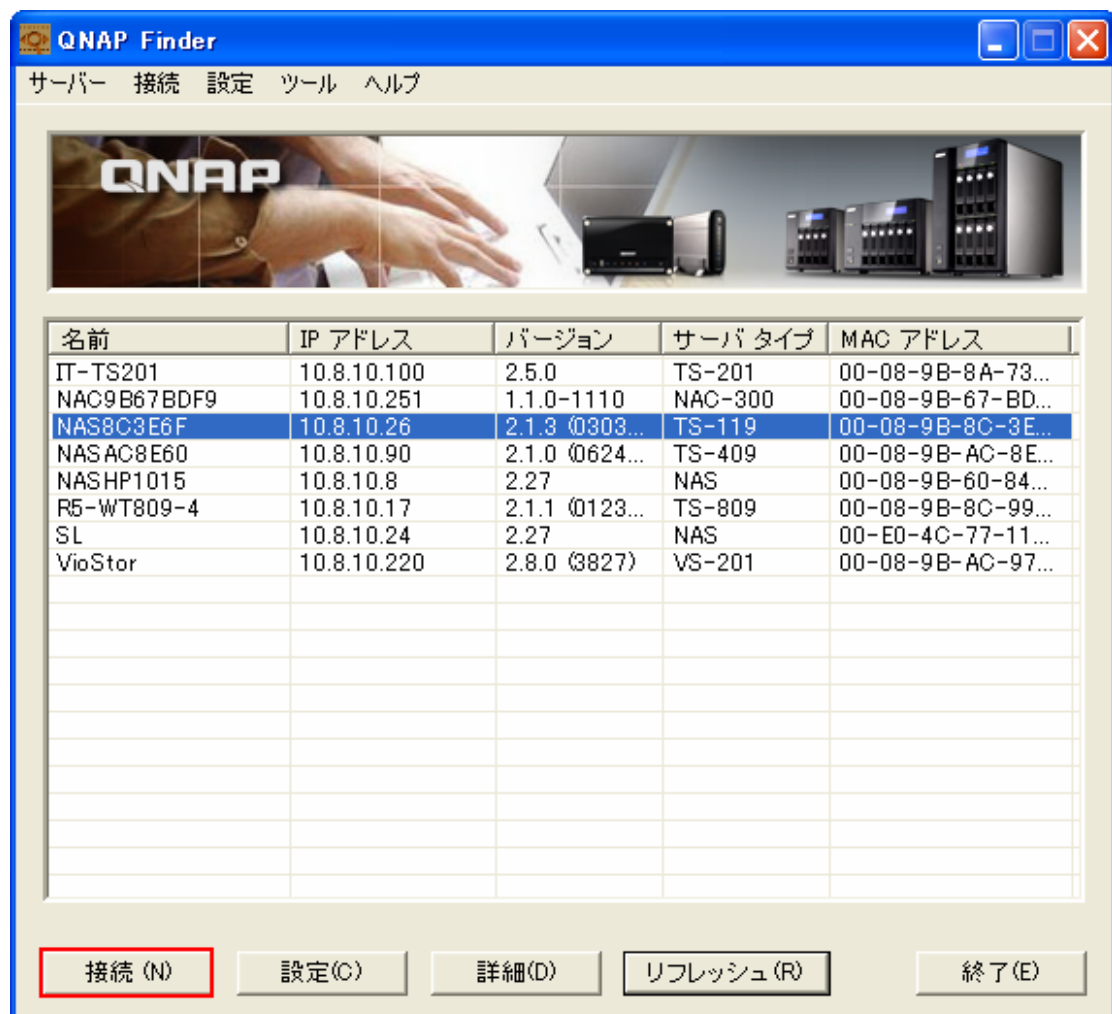 QNAP Finder
サーバー 接続 設定 ツール ヘルプ
QNAP
名前 IP アドレス バージョン サーバ タイプ MAC アドレス
IT-TS201 10.8.10.100 2.5.0 TS-201 00-08-9B-8A-73...
NAC9B67BDF9 10.8.10.251 1.1.0-1110 NAC-300 00-08-9B-67-BD...
NAS8C3E6F 10.8.10.26 2.1.3 (0303... TS-119 00-08-9B-8C-3E...
NASAC8E60 10.8.10.90 2.1.0 (0624... TS-409 00-08-9B-AC-8E...
NASHP1015 10.8.10.8 2.27 NAS 00-08-9B-60-84...
R5-WT809-4 10.8.10.17 2.1.1 (0123... TS-809 00-08-9B-8C-99...
SL 10.8.10.24 2.27 NAS 00-E0-4C-77-11...
VioStor 10.8.10.220 2.8.0 (3827) VS-201 00-08-9B-AC-97...
接続 (N) 設定(C) 詳細(D) リフレッシュ(R) 終了(E)